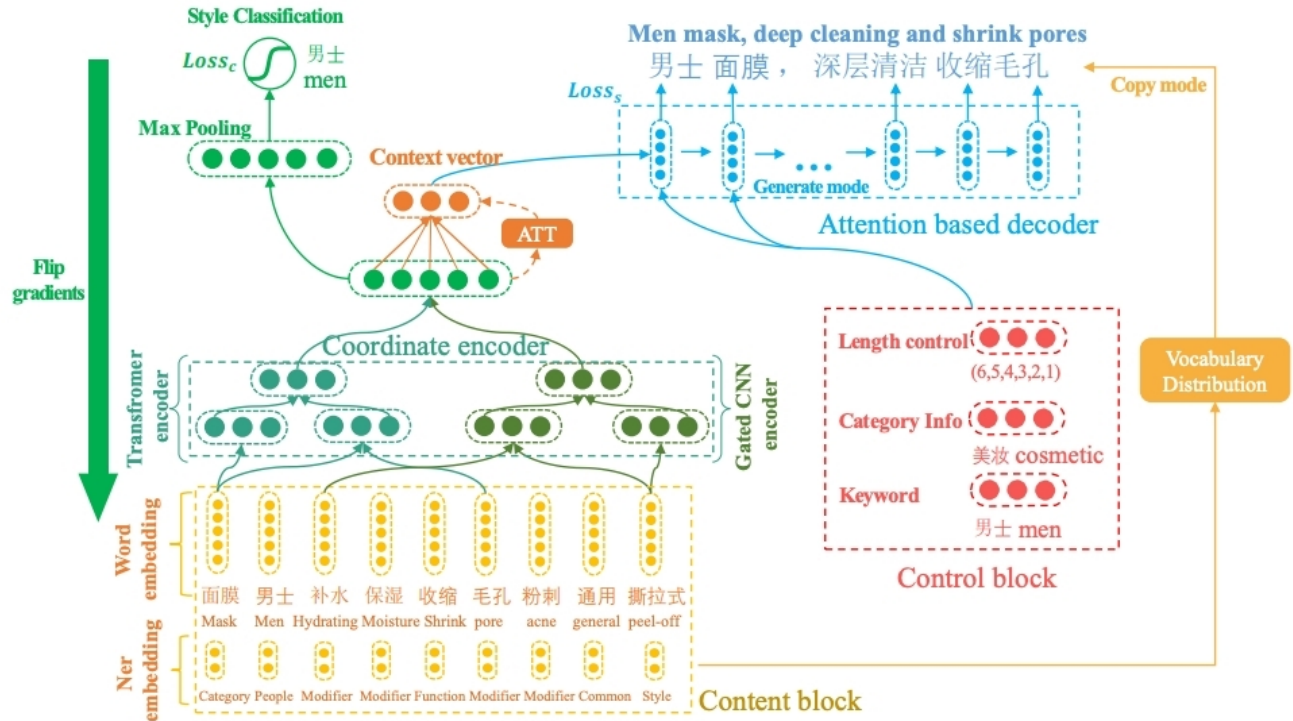 Style Classification
Loss_c
男士
men
Max Pooling
Context vector
ATT
Flip
gradients
Men mask, deep cleaning and shrink pores
男士 面膜， 深层清洁 收缩毛孔
Loss_s
Copy mode
Generate mode
Attention based decoder
Coordinate encoder
Transfromer
encoder
Gated CNN
encoder
Length control
(6,5,4,3,2,1)
Category Info
美妆 cosmetic
Keyword
男士 men
Control block
Vocabulary
Distribution
Word
embedding
面膜 男士 补水 保湿 收缩 毛孔 粉刺 通用 撕拉式
Mask Men Hydrating Moisture Shrink pore acne general peel-off
Ner
embedding
Category People Modifier Modifier Function Modifier Modifier Common Style
Content block